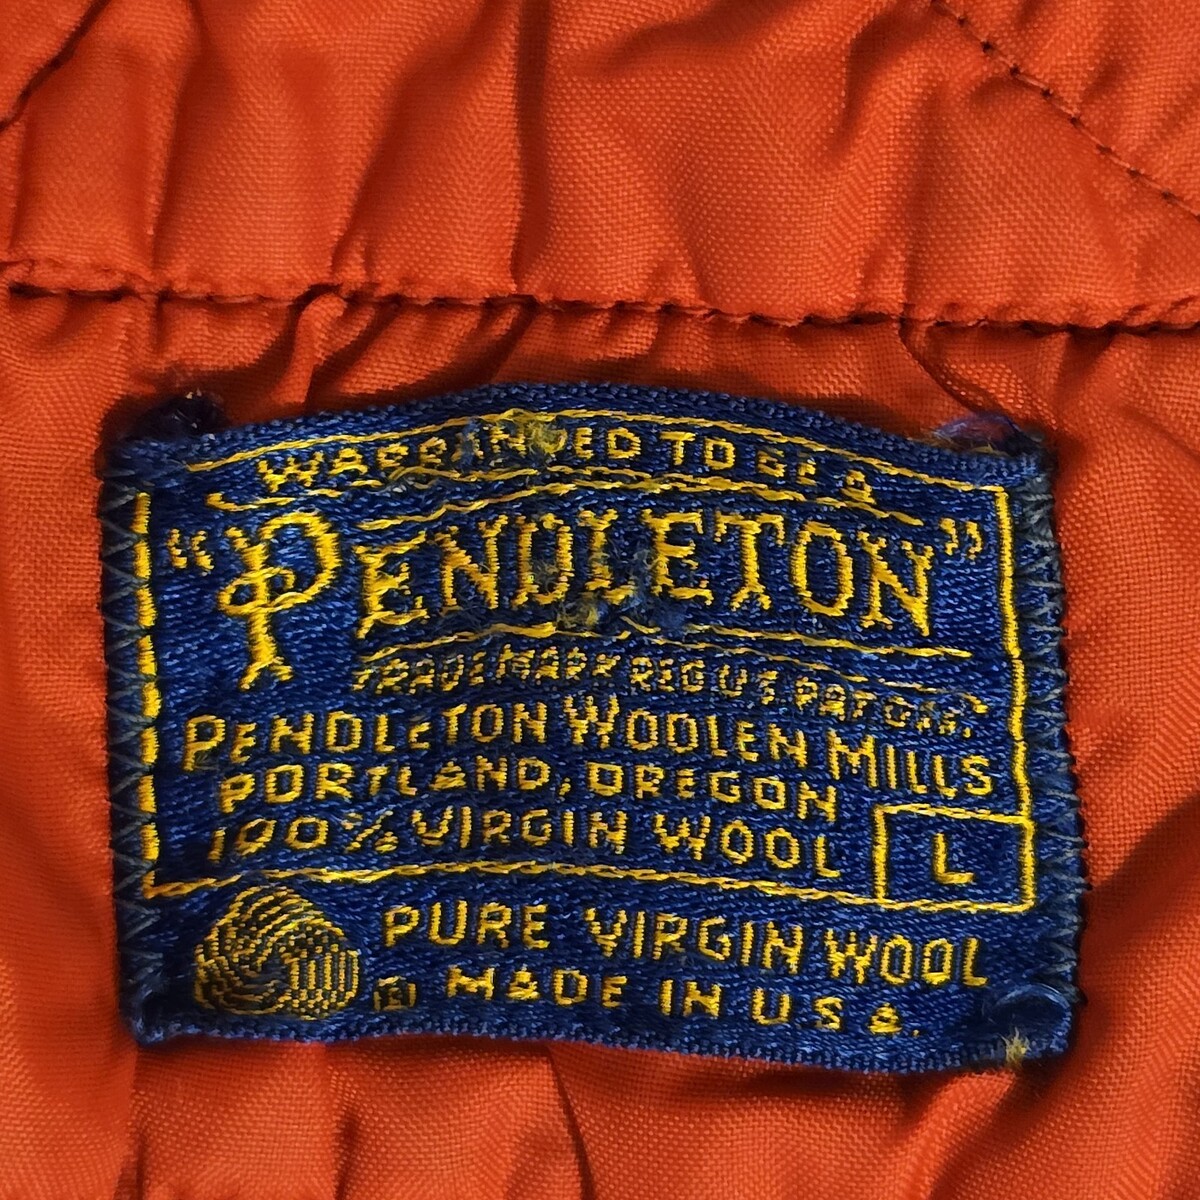 WARRANTED TO BE A
"PENDLETON"
TRADE MARK REG U.S. PAT OFF.
PENDLETON WOOLEN MILLS
PORTLAND, OREGON
100% VIRGIN WOOL
L
PURE VIRGIN WOOL
R MADE IN U S A.